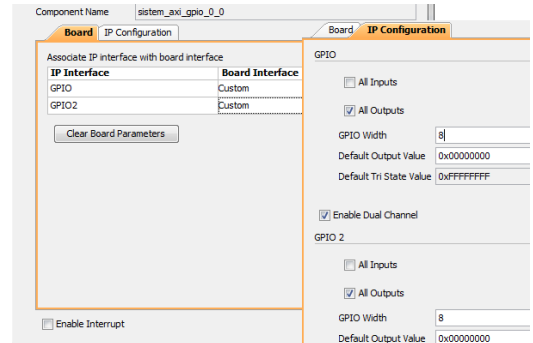 Component Name sistem_axi_gpio_0_0
Board IP Configuration
Associate IP interface with board interface
IP Interface Board Interface
GPIO Custom
GPIO2 Custom
Clear Board Parameters
Enable Interrupt
Board IP Configuration
GPIO
All Inputs
All Outputs
GPIO Width 8
Default Output Value 0x00000000
Default Tri State Value 0xFFFFFFFF
Enable Dual Channel
GPIO 2
All Inputs
All Outputs
GPIO Width 8
Default Output Value 0x00000000